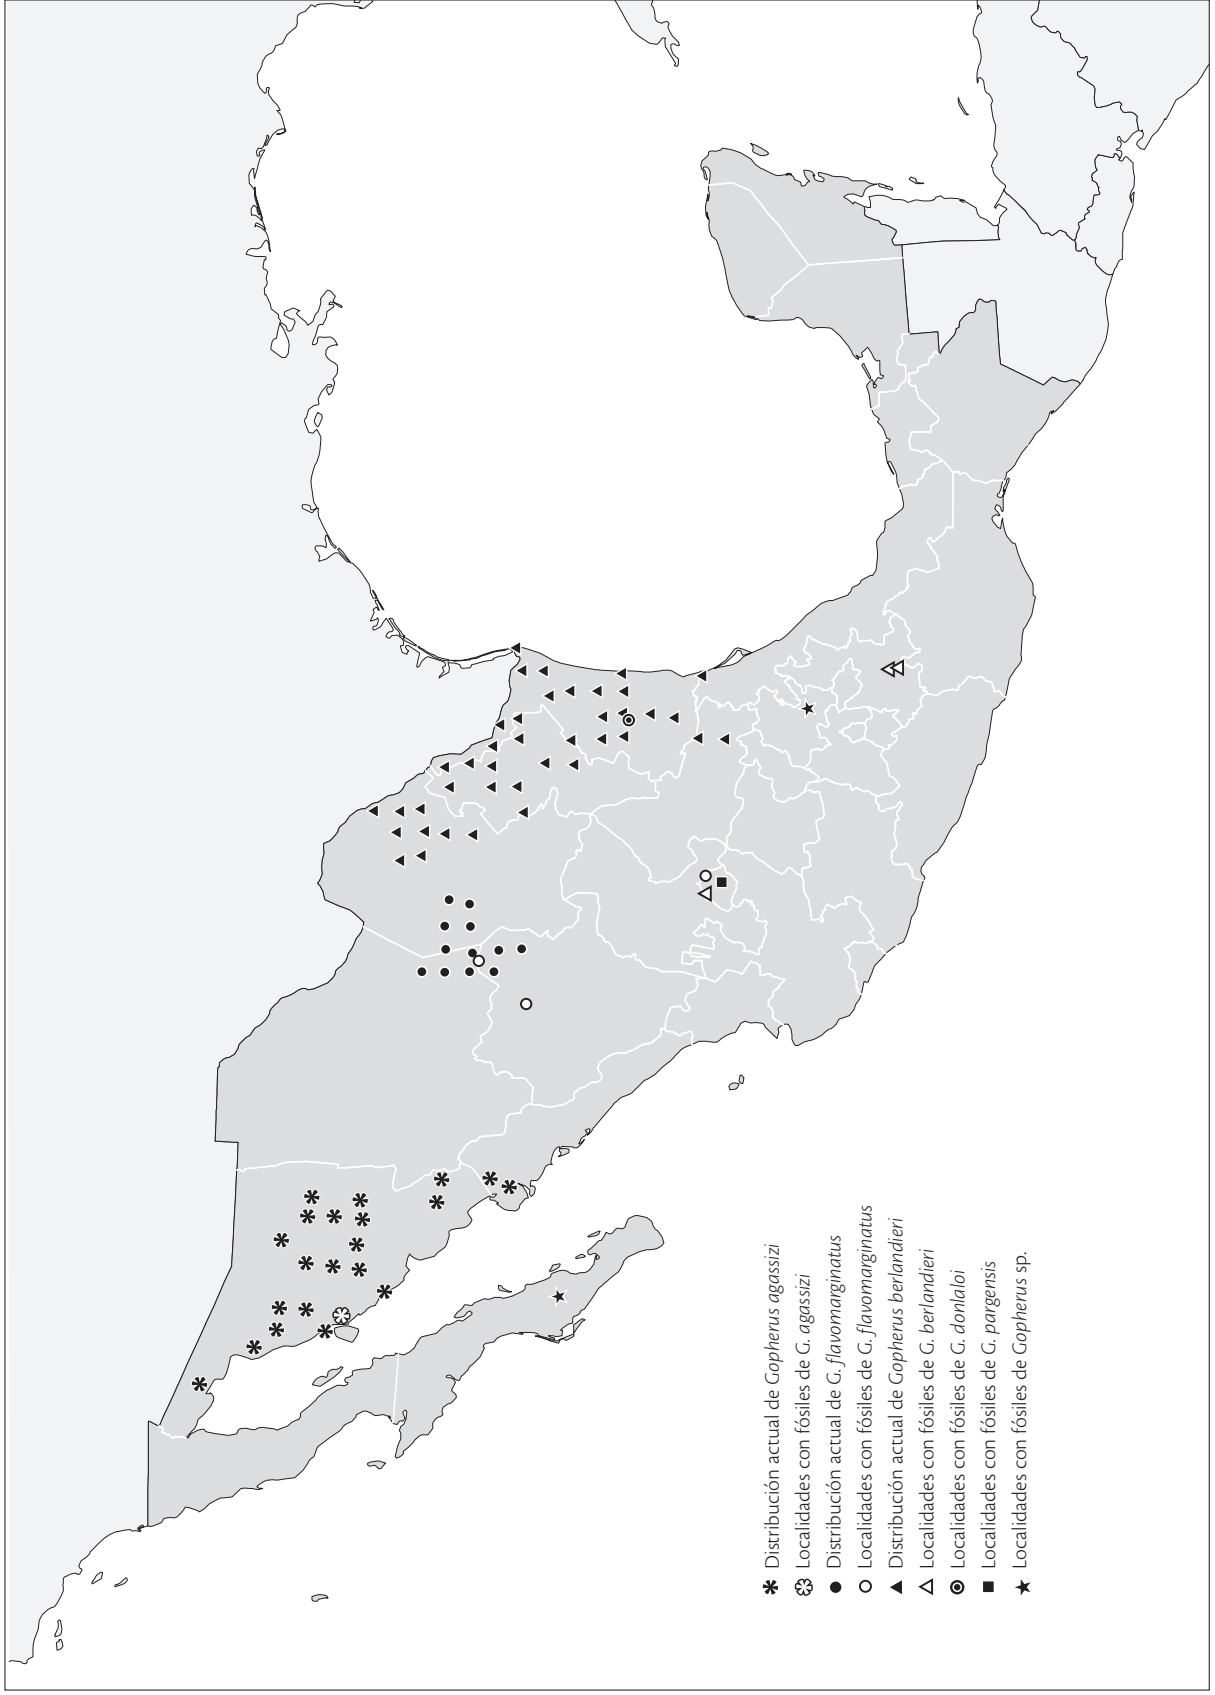 Distribución actual de Gopherus agassizi
Localidades con fósiles de G. agassizi
Distribución actual de G. flavomarginatus
Localidades con fósiles de G. flavomarginatus
Distribución actual de Gopherus berlandieri
Localidades con fósiles de G. berlandieri
Localidades con fósiles de G. donlaloi
Localidades con fósiles de G. pargensis
Localidades con fósiles de Gopherus sp.